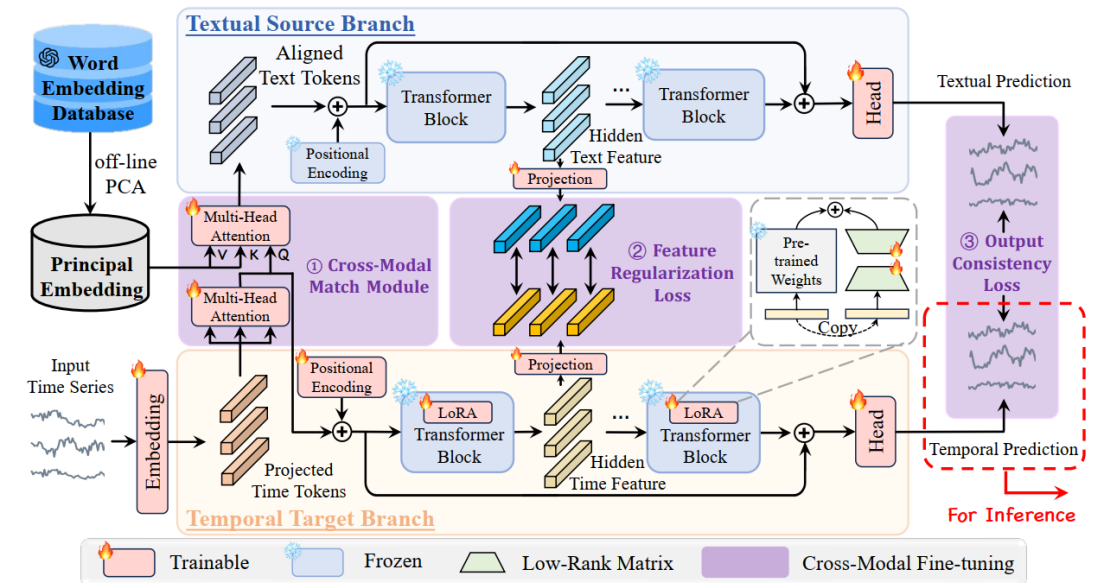 Textual Source Branch
Word
Embedding
Database
off-line
PCA
Principal
Embedding
Aligned
Text Tokens
Positional
Encoding
Transformer
Block
Hidden
Text Feature
...
Transformer
Block
Head
Textual Prediction
Projection
Multi-Head
Attention
V
K
Q
Multi-Head
Attention
① Cross-Modal
Match Module
② Feature
Regularization
Loss
Pre-
trained
Weights
Copy
③ Output
Consistency
Loss
Projection
Input
Time Series
Embedding
Projected
Time Tokens
Positional
Encoding
LoRA
Transformer
Block
Hidden
Time Feature
...
LoRA
Transformer
Block
Head
Temporal Prediction
Temporal Target Branch
For Inference
Trainable
Frozen
Low-Rank Matrix
Cross-Modal Fine-tuning